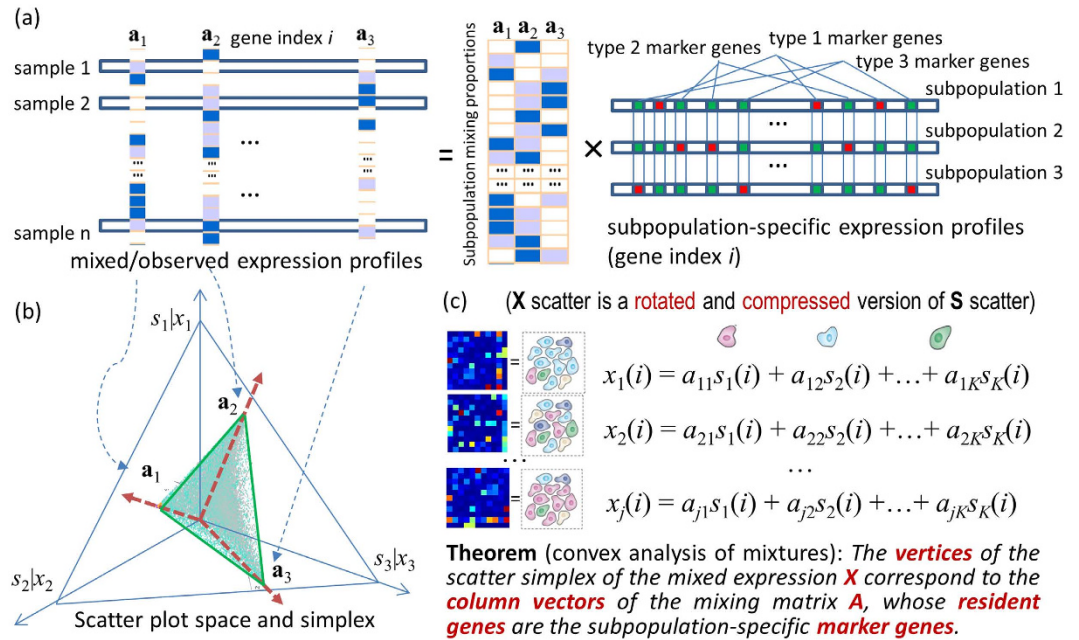 (a)
a₁
a₂ gene index i
a₃
sample 1
sample 2
...
...
...
...
...
sample n
mixed/observed expression profiles
=
a₁ a₂ a₃
Subpopulation mixing proportions
... ... ...
×
type 2 marker genes
type 1 marker genes
type 3 marker genes
subpopulation 1
...
subpopulation 2
...
subpopulation 3
subpopulation-specific expression profiles
(gene index i)
(b)
s₁|x₁
a₂
a₁
a₃
s₂|x₂
s₃|x₃
Scatter plot space and simplex
(c) (X scatter is a rotated and compressed version of S scatter)
= x₁(i) = a₁₁s₁(i) + a₁₂s₂(i) +…+ a₁ₖsₖ(i)
= x₂(i) = a₂₁s₁(i) + a₂₂s₂(i) +…+ a₂ₖsₖ(i)
... ...
= xⱼ(i) = aⱼ₁s₁(i) + aⱼ₂s₂(i) +…+ aⱼₖsₖ(i)
Theorem (convex analysis of mixtures): The vertices of the
scatter simplex of the mixed expression X correspond to the
column vectors of the mixing matrix A, whose resident
genes are the subpopulation-specific marker genes.